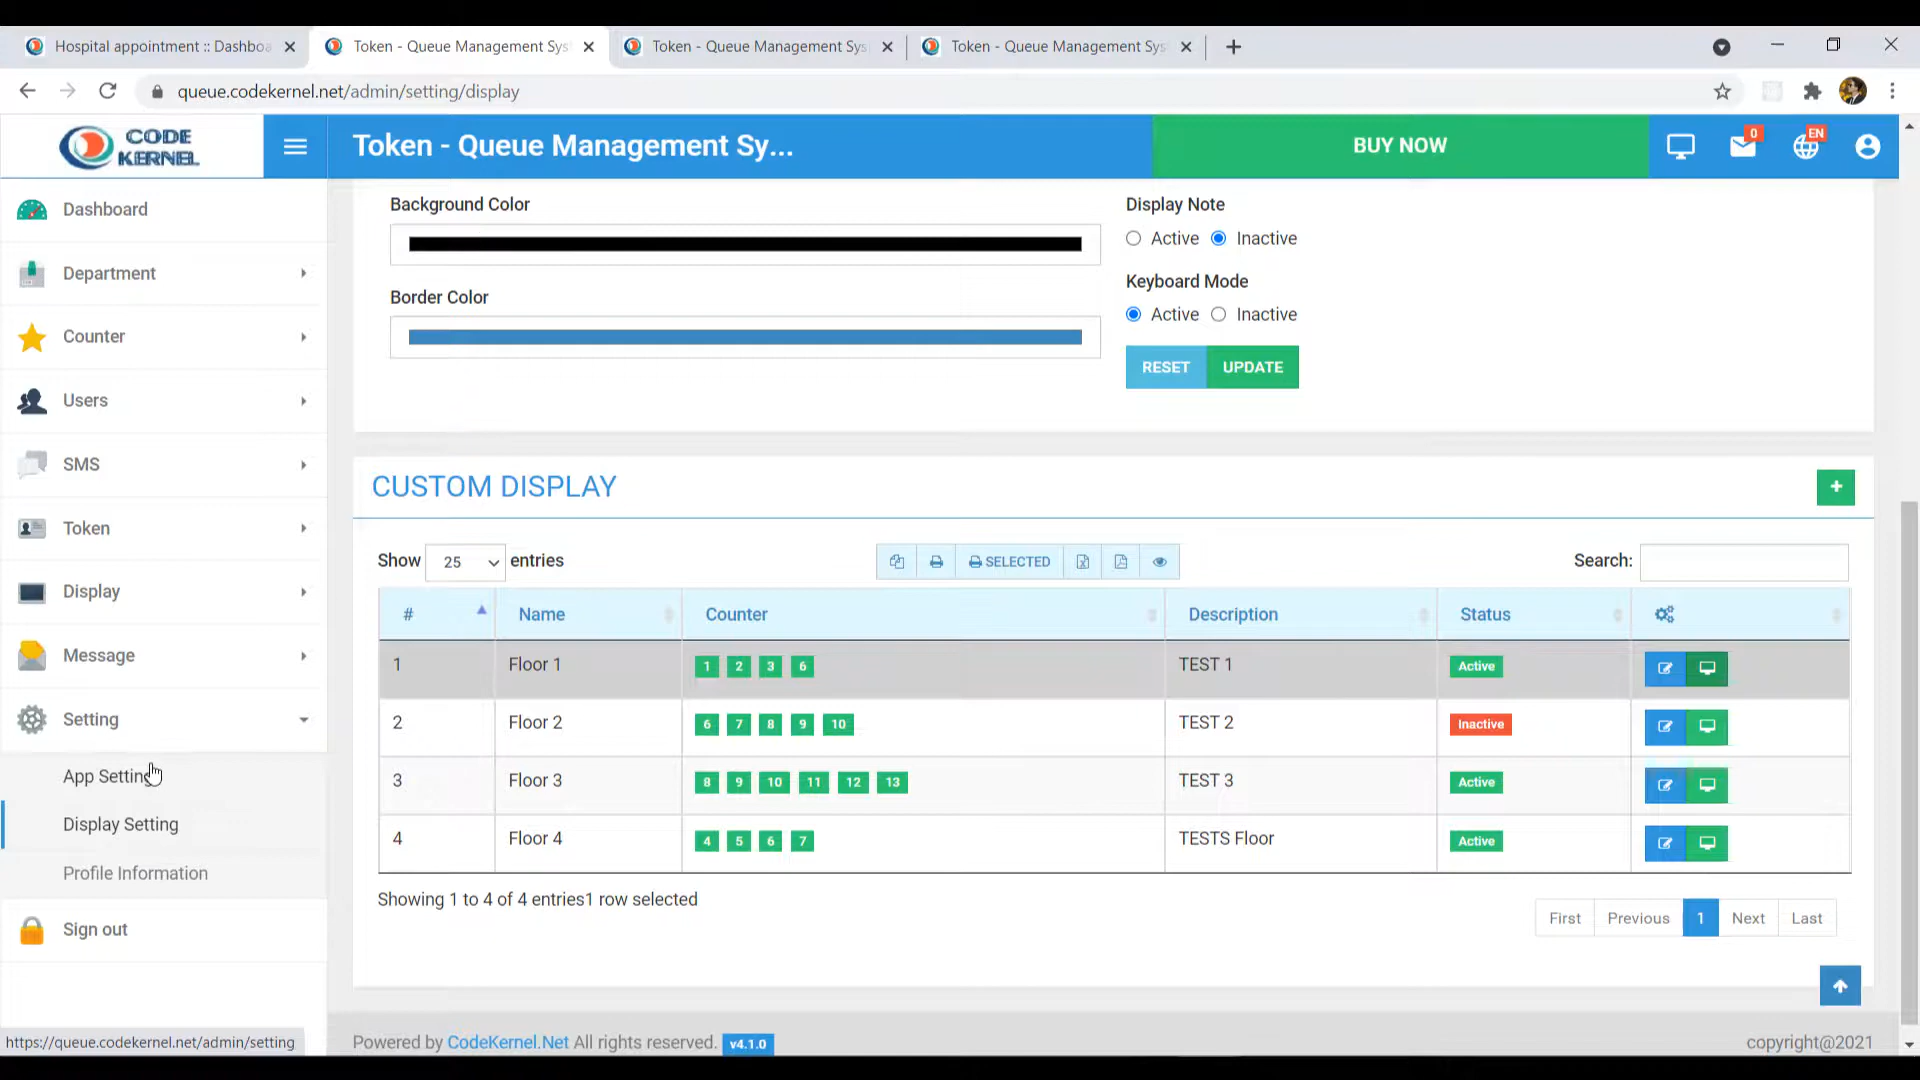 Hospital appointment :: Dashboa
Token - Queue Management Sys
Token - Queue Management Sys
Token - Queue Management Sys
queue.codekernel.net/admin/setting/display
CODE
KERNEL
Token - Queue Management Sy...
BUY NOW
0
EN
Dashboard
Department
Counter
Users
SMS
Token
Display
Message
Setting
App Setting
Display Setting
Profile Information
Sign out
Background Color
Border Color
Display Note
Active Inactive
Keyboard Mode
Active Inactive
RESET UPDATE
CUSTOM DISPLAY
Show 25 entries
SELECTED
Search:
# Name Counter Description Status
1 Floor 1 1 2 3 6 TEST 1 Active
2 Floor 2 6 7 8 9 10 TEST 2 Inactive
3 Floor 3 8 9 10 11 12 13 TEST 3 Active
4 Floor 4 4 5 6 7 TESTS Floor Active
Showing 1 to 4 of 4 entries1 row selected
First Previous 1 Next Last
https://queue.codekernel.net/admin/setting
Powered by CodeKernel.Net All rights reserved. v4.1.0
copyright@2021